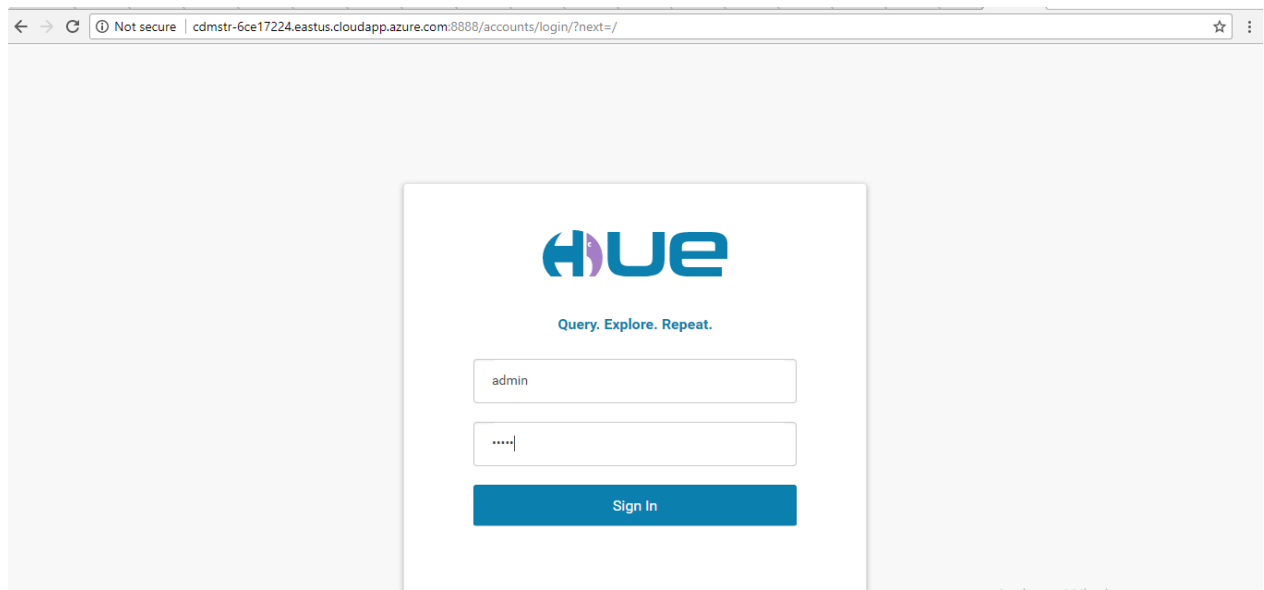 Not secure | cdmstr-6ce17224.eastus.cloudapp.azure.com:8888/accounts/login/?next=/
HUE
Query. Explore. Repeat.
admin
•••••
Sign In